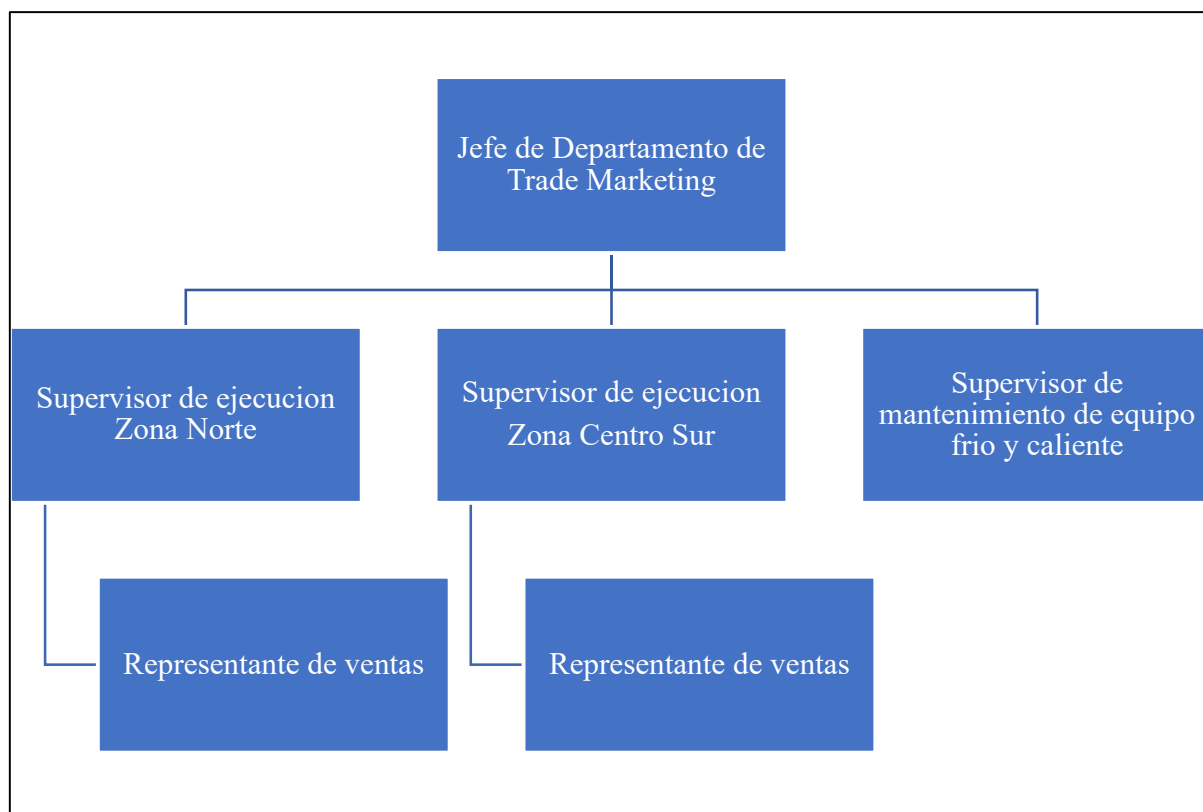 Jefe de Departamento de
Trade Marketing
Supervisor de ejecucion
Zona Norte
Supervisor de ejecucion
Zona Centro Sur
Supervisor de
mantenimiento de equipo
frio y caliente
Representante de ventas
Representante de ventas